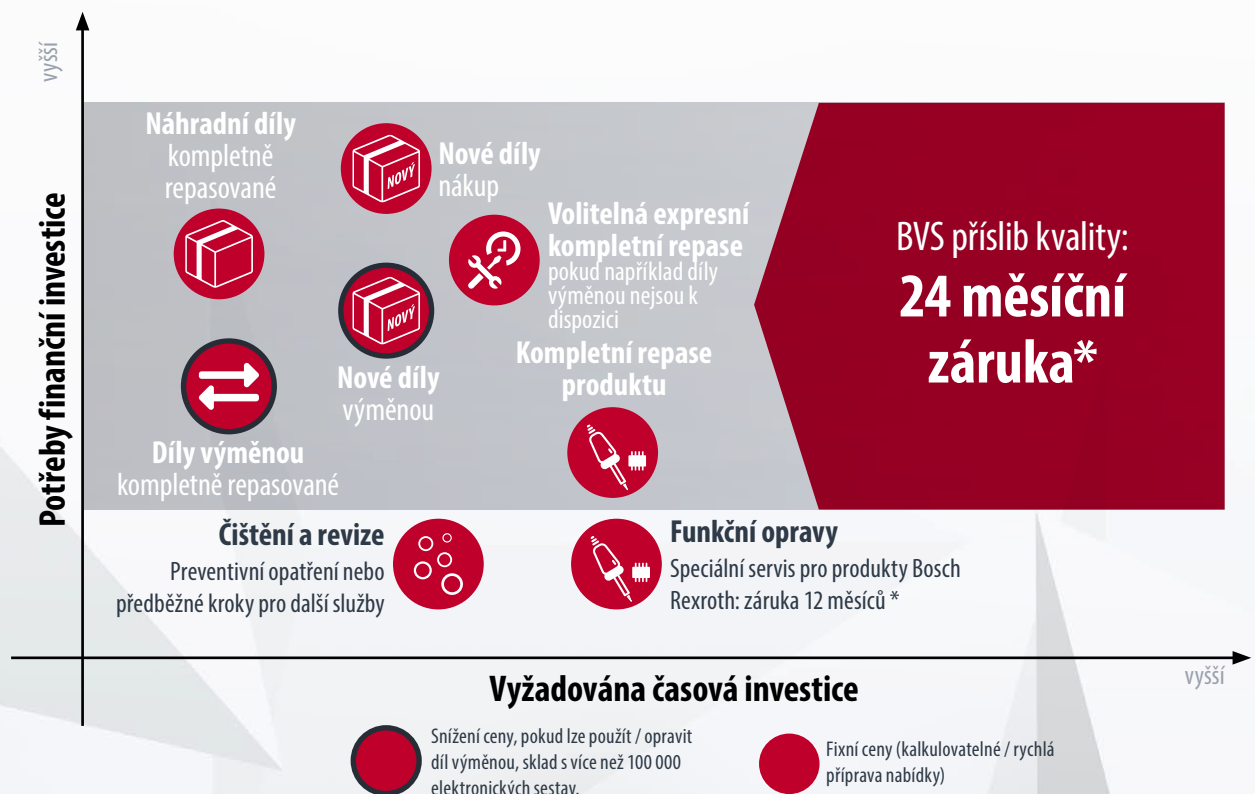 vyšší
Potřeby finanční investice
Náhradní díly
kompletně
repasované
NOVÝ
Nové díly
nákup
Volitelná expresní
kompletní repase
pokud například díly
výměnou nejsou k
dispozici
NOVÝ
Nové díly
výměnou
Kompletní repase
produktu
Díly výměnou
kompletně repasované
BVS příslib kvality:
24 měsíční
záruka*
Čištění a revize
Preventivní opatření nebo
předběžné kroky pro další služby
Funkční opravy
Speciální servis pro produkty Bosch
Rexroth: záruka 12 měsíců *
vyšší
Vyžadována časová investice
Snížení ceny, pokud lze použít / opravit
díl výměnou, sklad s více než 100 000
elektronických sestav.
Fixní ceny (kalkulovatelné / rychlá
příprava nabídky)